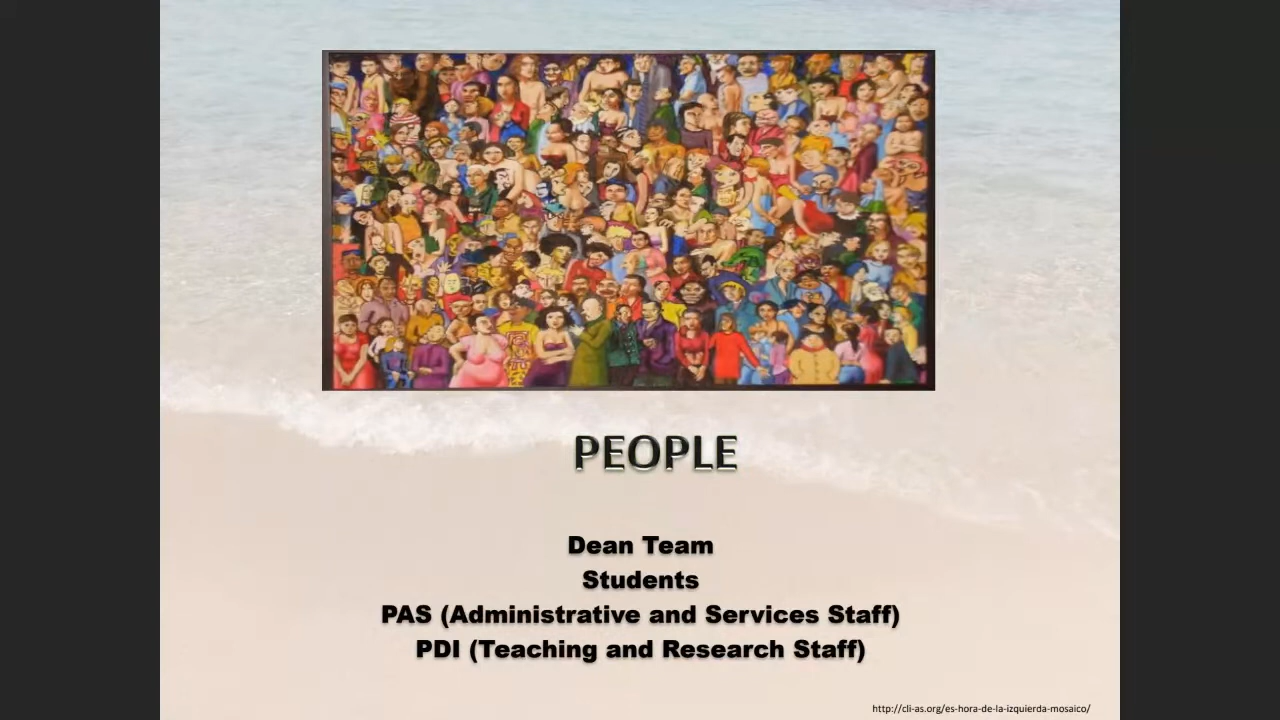 PEOPLE
Dean Team
Students
PAS (Administrative and Services Staff)
PDI (Teaching and Research Staff)
http://cli-as.org/es-hora-de-la-izquierda-mosaico/